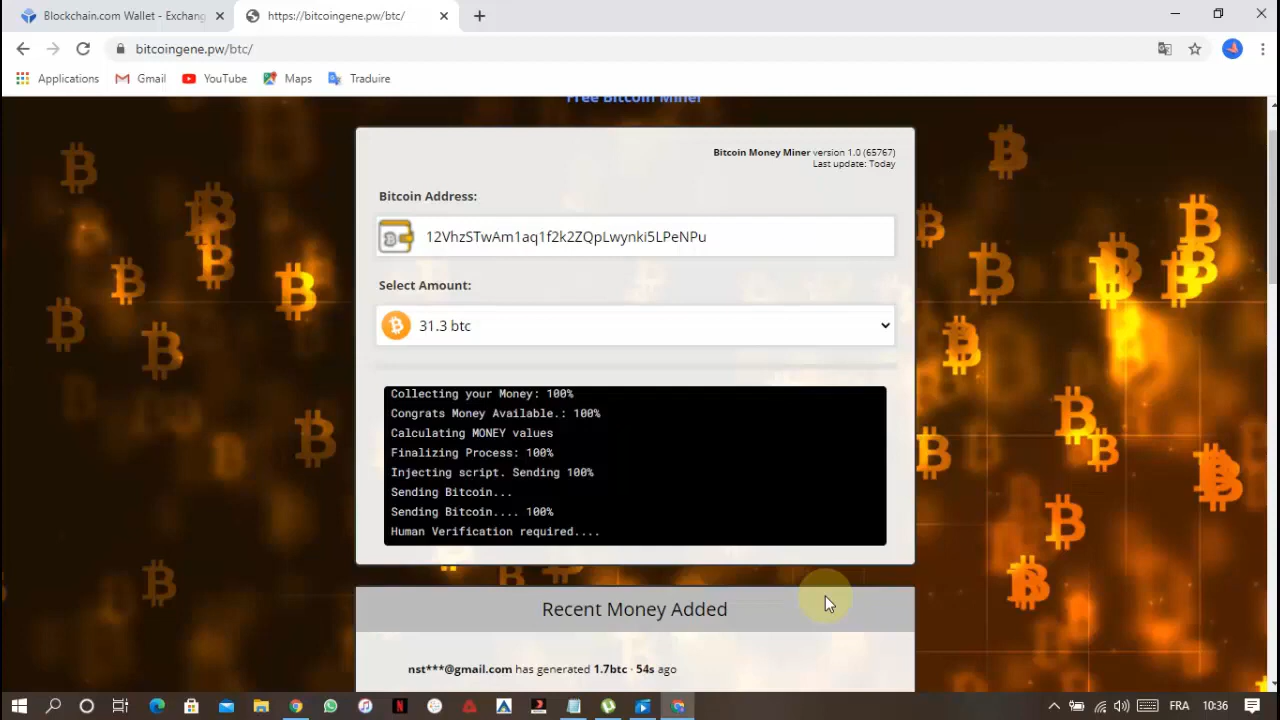 Blockchain.com Wallet - Exchang
https://bitcoingene.pw/btc/
bitcoingene.pw/btc/
Applications Gmail YouTube Maps Traduire
Free Bitcoin Miner
Bitcoin Money Miner version 1.0 (65767)
Last update: Today
Bitcoin Address:
12VhzSTwAm1aq1f2k2ZQpLwynki5LPeNPu
Select Amount:
31.3 btc
Collecting your Money: 100%
Congrats Money Available.: 100%
Calculating MONEY values
Finalizing Process: 100%
Injecting script. Sending 100%
Sending Bitcoin...
Sending Bitcoin.... 100%
Human Verification required....
Recent Money Added
nst***@gmail.com has generated 1.7btc · 54s ago
FRA 10:36